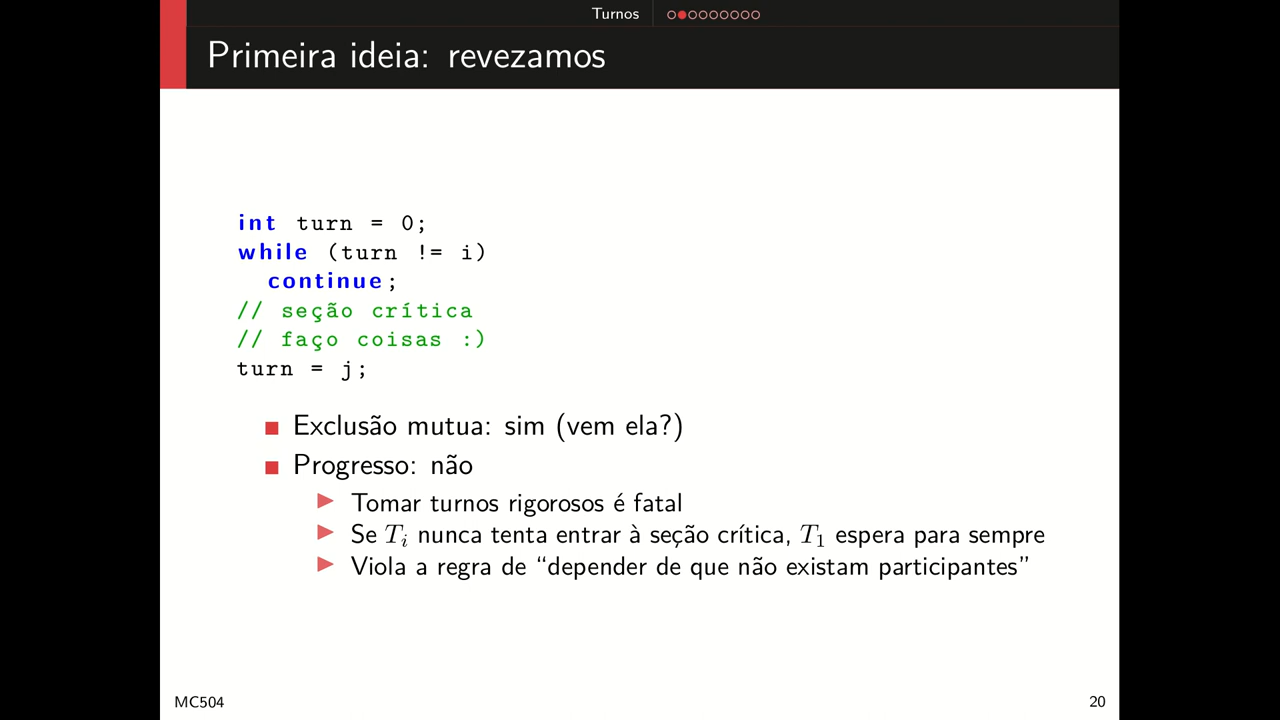 Turnos
Primeira ideia: revezamos
int turn = 0;
while (turn != i)
continue;
// seção crítica
// faço coisas :)
turn = j;
Exclusão mutua: sim (vem ela?)
Progresso: não
Tomar turnos rigorosos é fatal
Se Ti nunca tenta entrar à seção crítica, T1 espera para sempre
Viola a regra de “depender de que não existam participantes”
MC504
20